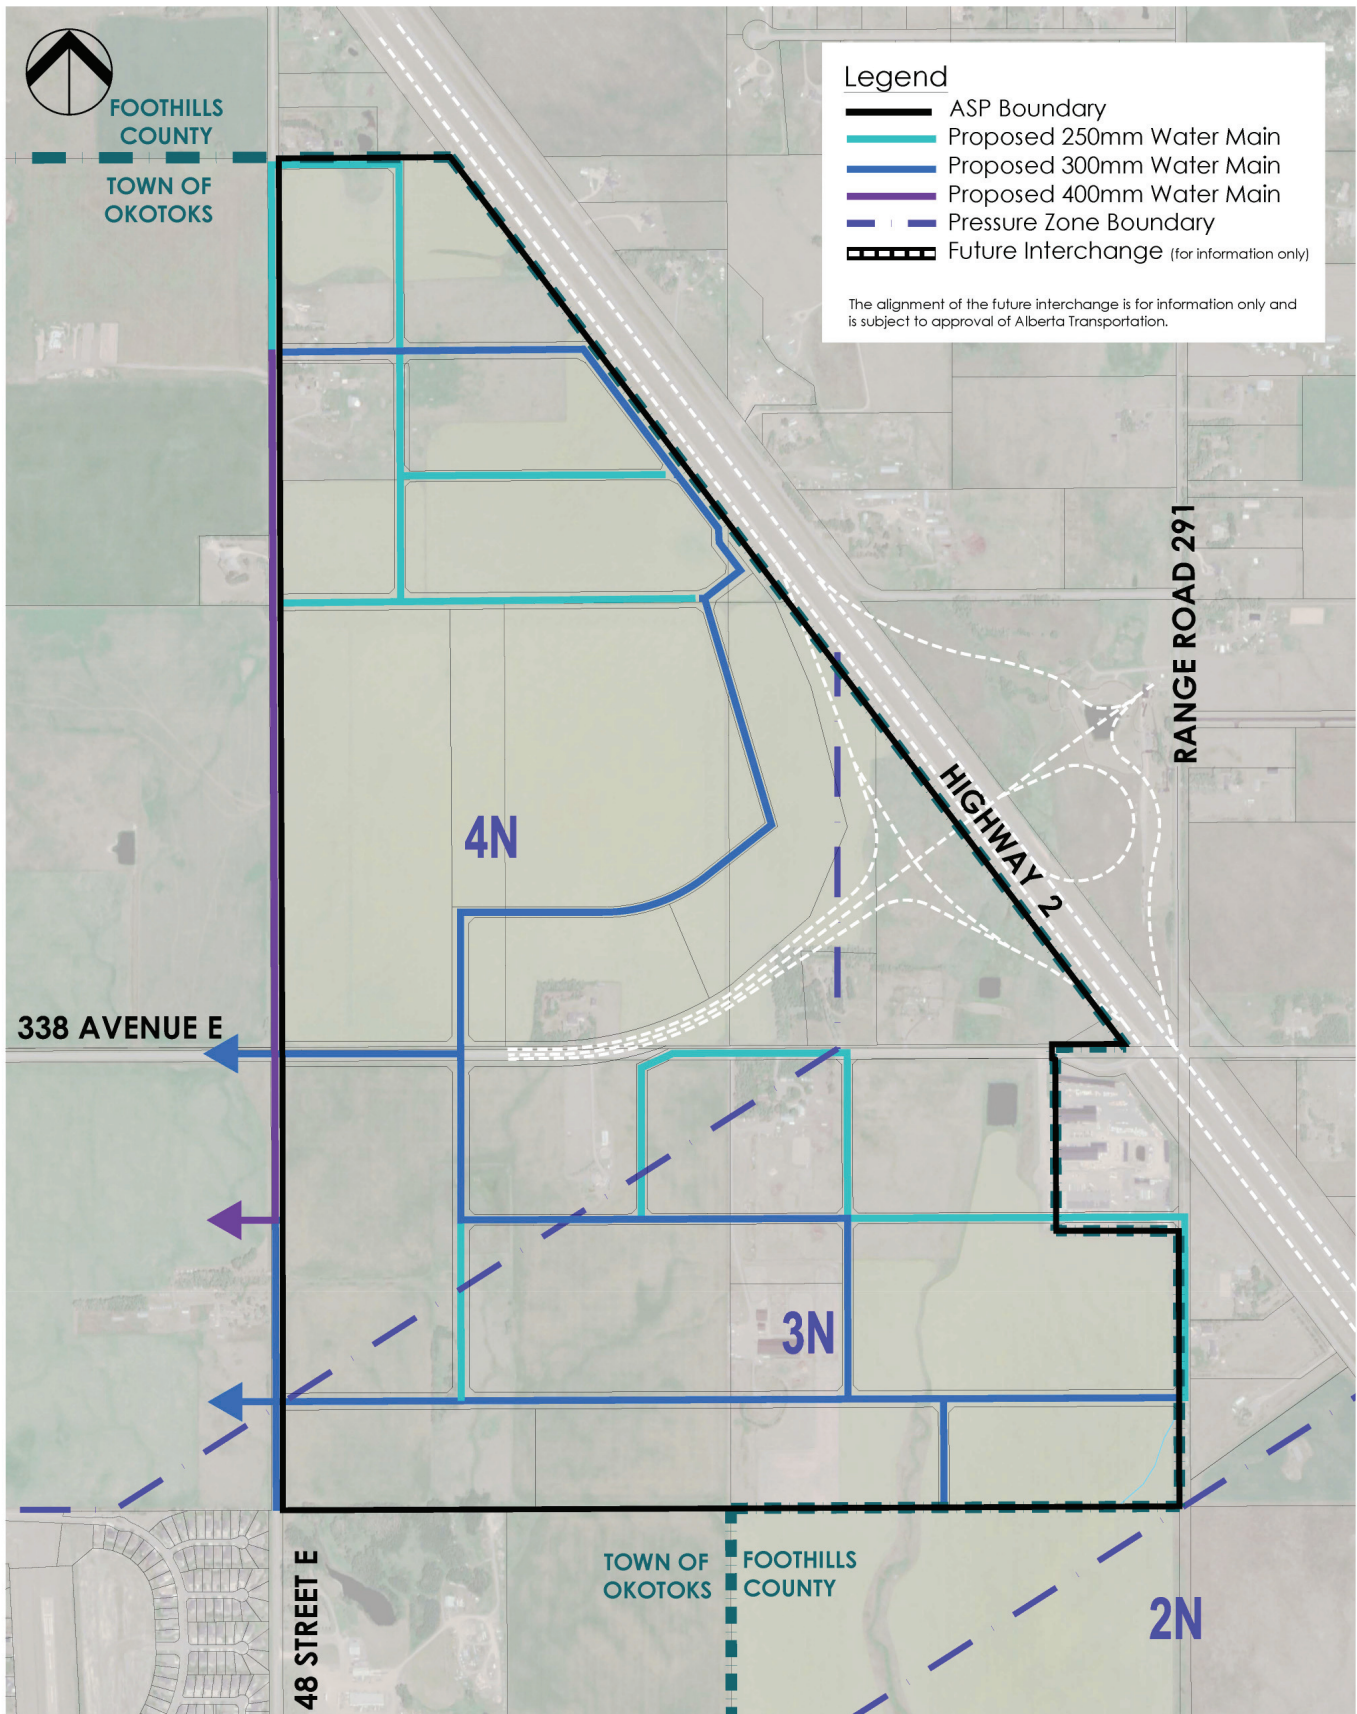 FOOTHILLS
COUNTY
TOWN OF
OKOTOKS
Legend
ASP Boundary
Proposed 250mm Water Main
Proposed 300mm Water Main
Proposed 400mm Water Main
Pressure Zone Boundary
Future Interchange (for information only)
The alignment of the future interchange is for information only and
is subject to approval of Alberta Transportation.
RANGE ROAD 291
HIGHWAY 2
4N
338 AVENUE E
3N
48 STREET E
TOWN OF
OKOTOKS
FOOTHILLS
COUNTY
2N